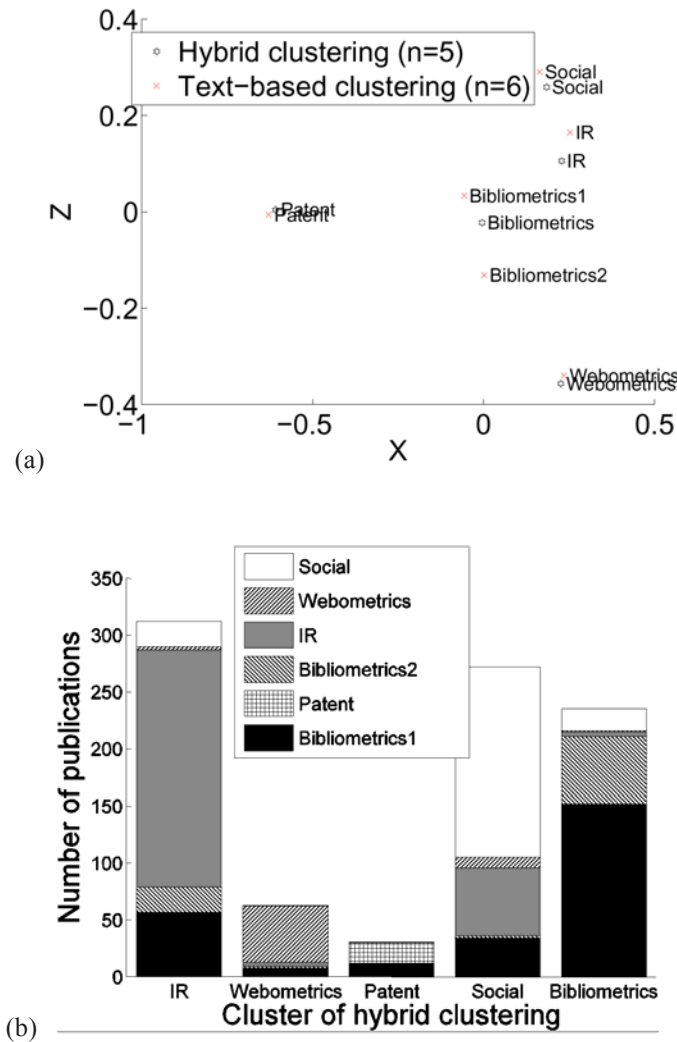 0.4
Hybrid clustering (n=5)
Text−based clustering (n=6)
Social
Social
IR
IR
0.2
Bibliometrics1
Patent
Patent
0
Bibliometrics
Bibliometrics2
−0.2
Webometrics
Webometrics
−0.4
−1
−0.5
0
0.5
Z
X
(a)
Social
Webometrics
IR
Bibliometrics2
Patent
Bibliometrics1
350
300
250
200
150
100
50
0
Number of publications
IR
Webometrics
Patent
Social
Bibliometrics
Cluster of hybrid clustering
(b)